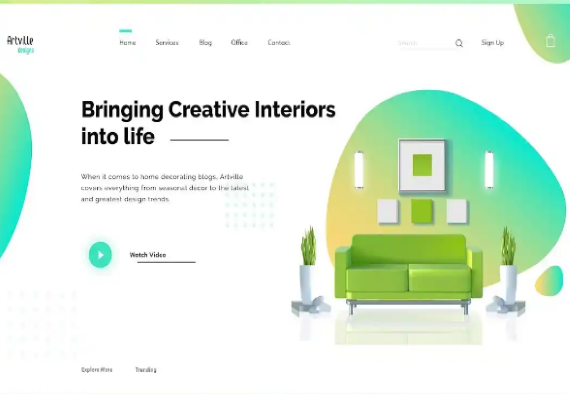 Artville
designs
Home Services Blog Office Contact Search Sign Up
Bringing Creative Interiors
into life
When it comes to home decorating blogs, Artville
covers everything from seasonal decor to the latest
and greatest design trends.
Watch Video
Explore More Trending